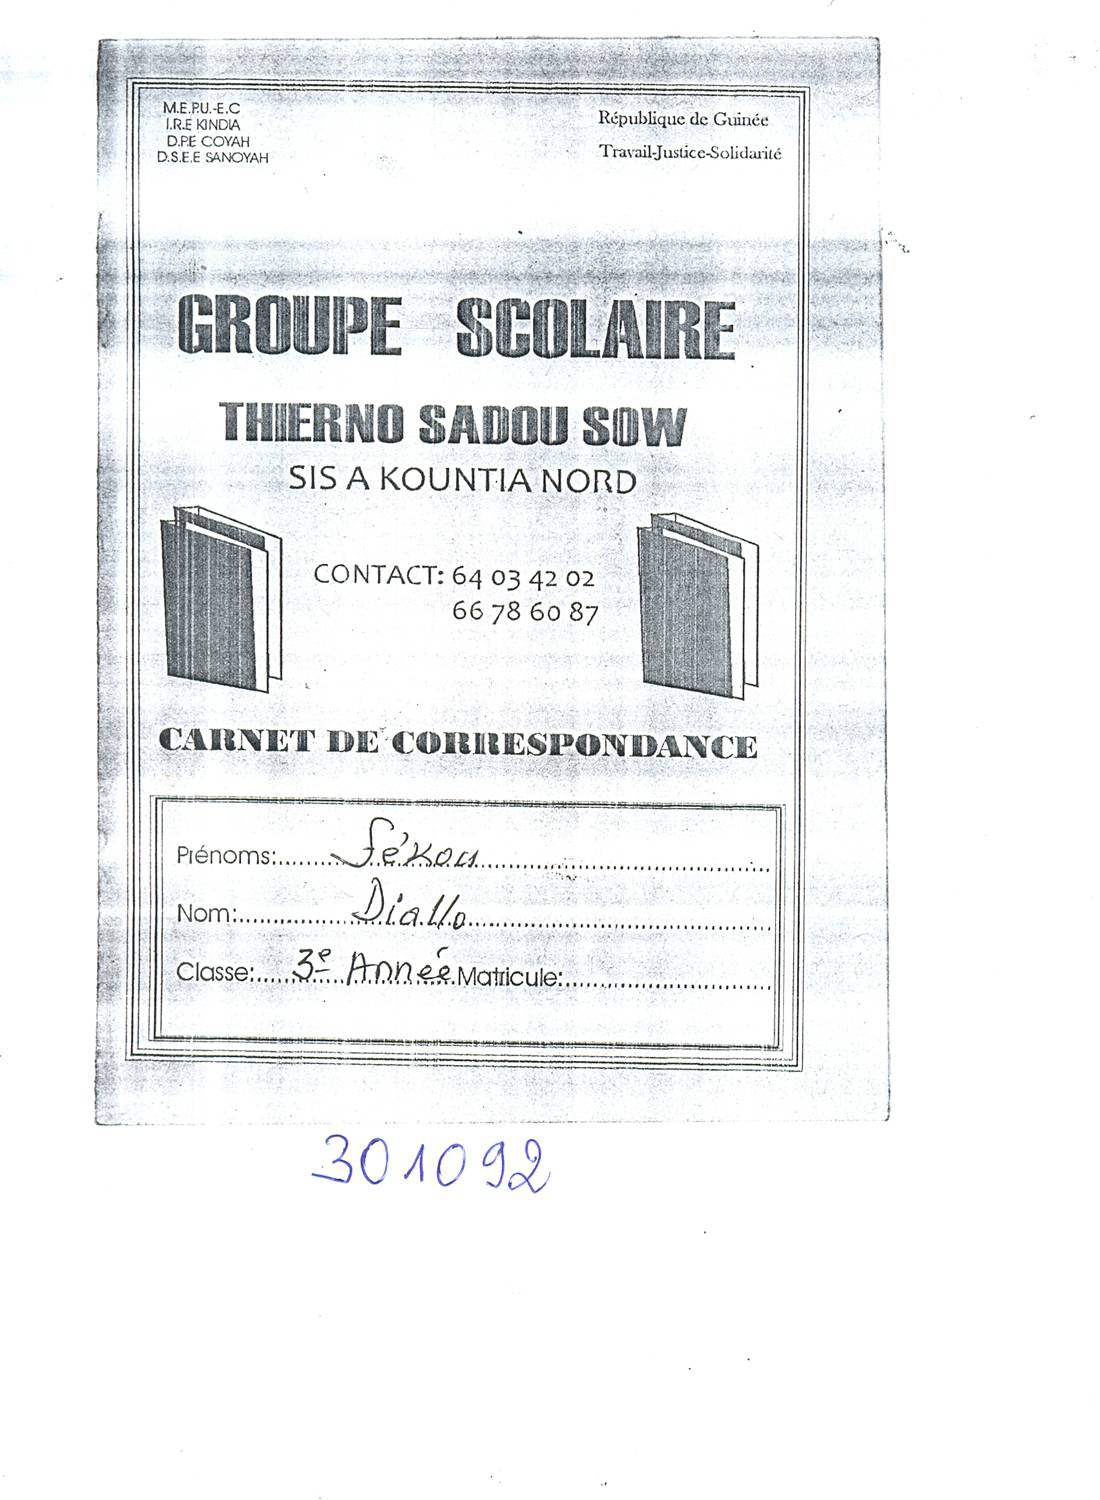 M.E.P.U.-E.C
I.R.E KINDIA
D.P.E COYAH
D.S.E.E SANOYAH
République de Guinée
Travail-Justice-Solidarité
GROUPE SCOLAIRE
THIERNO SADOU SOW
SIS A KOUNTIA NORD
CONTACT: 64 03 42 02
66 78 60 87
CARNET DE CORRESPONDANCE
Prénoms: Sékou
Nom: Diallo
Classe: 3e Année Matricule:
301092